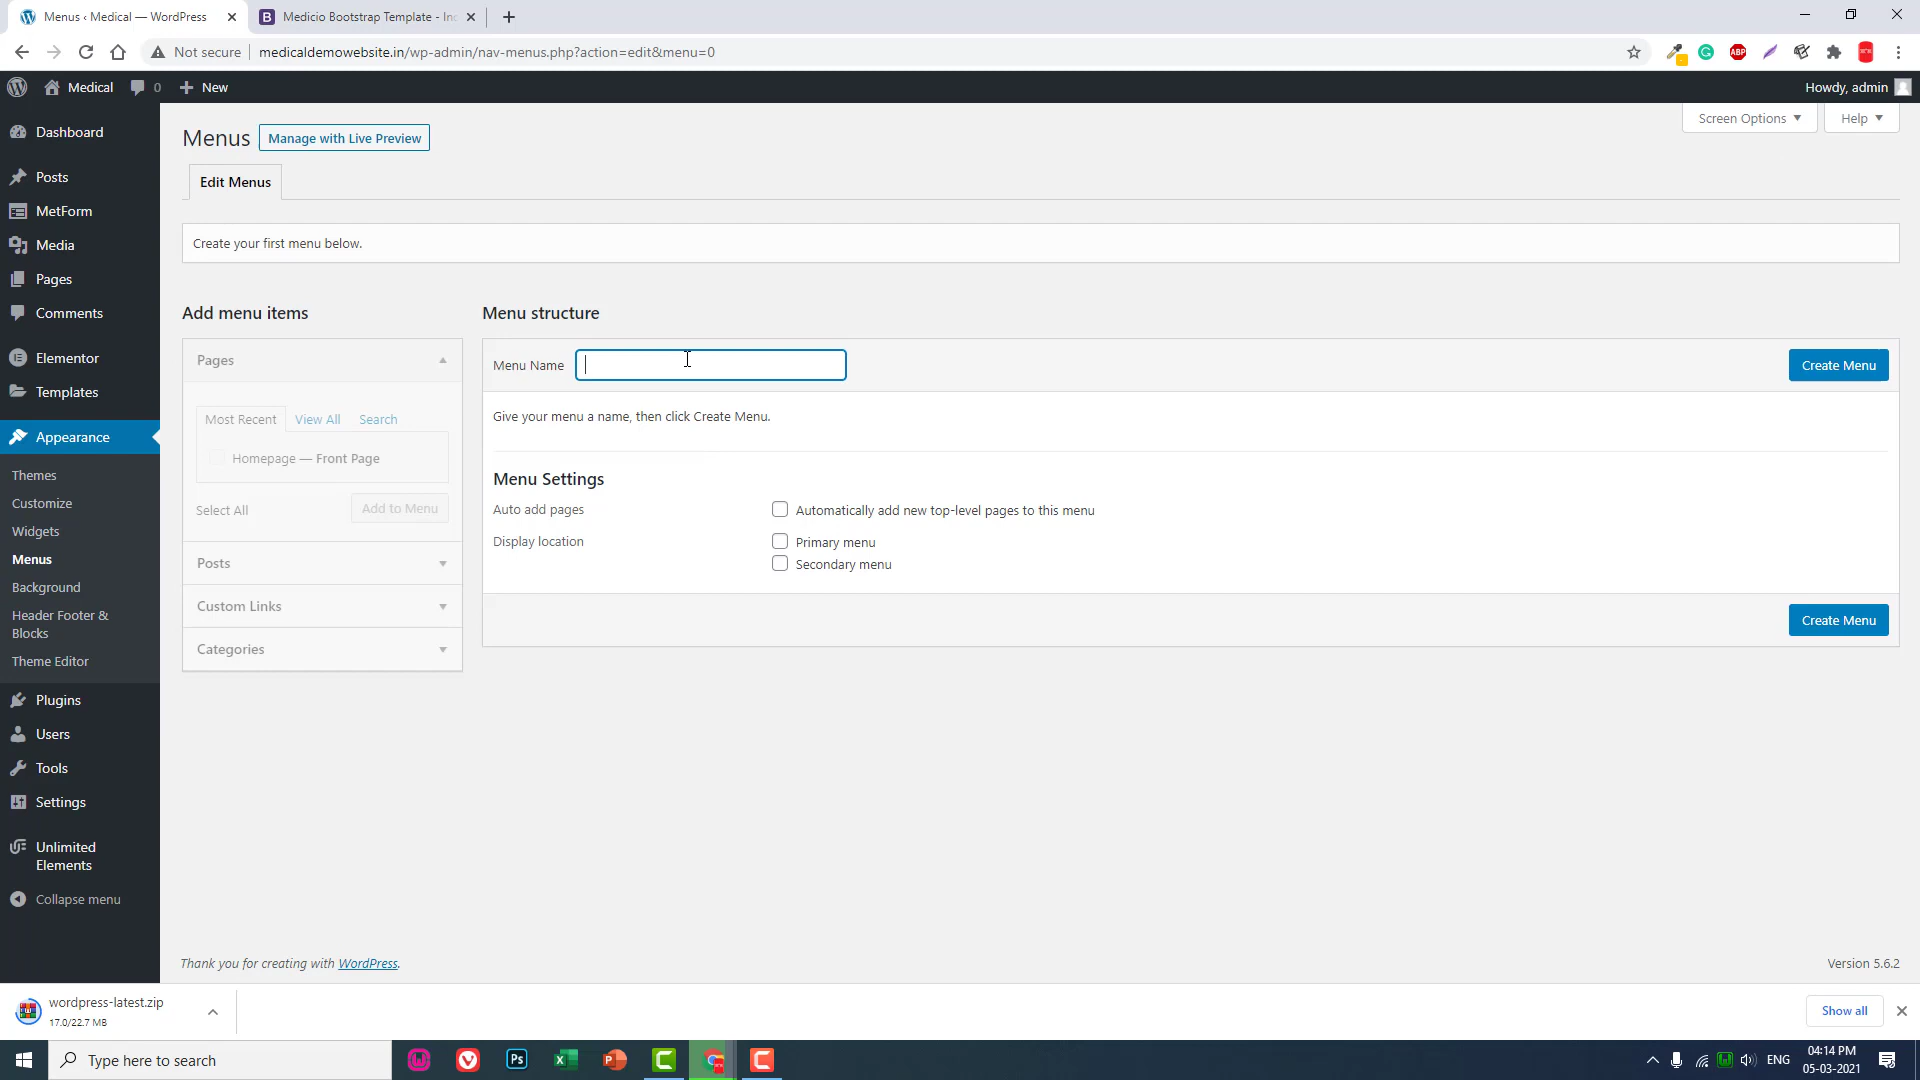 Menus ‹ Medical — WordPress
Medicio Bootstrap Template - Inc
Not secure
medicaldemowebsite.in/wp-admin/nav-menus.php?action=edit&menu=0
ABP
Medical
0
New
Howdy, admin
Dashboard
Posts
MetForm
Media
Pages
Comments
Elementor
Templates
Appearance
Themes
Customize
Widgets
Menus
Background
Header Footer &
Blocks
Theme Editor
Plugins
Users
Tools
Settings
Unlimited
Elements
Collapse menu
Screen Options
Help
Menus
Manage with Live Preview
Edit Menus
Create your first menu below.
Add menu items
Pages
Most Recent
View All
Search
Homepage — Front Page
Select All
Add to Menu
Posts
Custom Links
Categories
Menu structure
Menu Name
Create Menu
Give your menu a name, then click Create Menu.
Menu Settings
Auto add pages
Automatically add new top-level pages to this menu
Display location
Primary menu
Secondary menu
Create Menu
Thank you for creating with WordPress.
Version 5.6.2
wordpress-latest.zip
17.0/22.7 MB
Show all
Type here to search
Ps
ENG
04:14 PM
05-03-2021